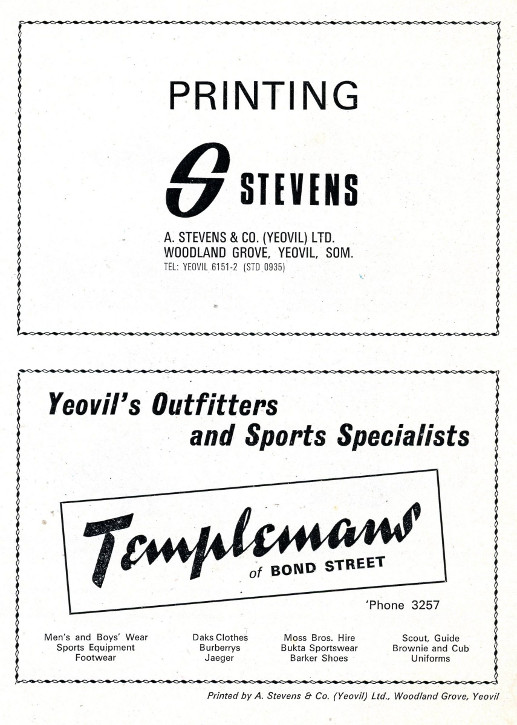 PRINTING
S STEVENS
A. STEVENS & CO. (YEOVIL) LTD.
WOODLAND GROVE, YEOVIL, SOM.
TEL: YEOVIL 6151-2 (STD 0935)
Yeovil's Outfitters
and Sports Specialists
Templemans
of BOND STREET
'Phone 3257
Men's and Boys' Wear
Sports Equipment
Footwear
Daks Clothes
Burberrys
Jaeger
Moss Bros. Hire
Bukta Sportswear
Barker Shoes
Scout, Guide
Brownie and Cub
Uniforms
Printed by A. Stevens & Co. (Yeovil) Ltd., Woodland Grove, Yeovil